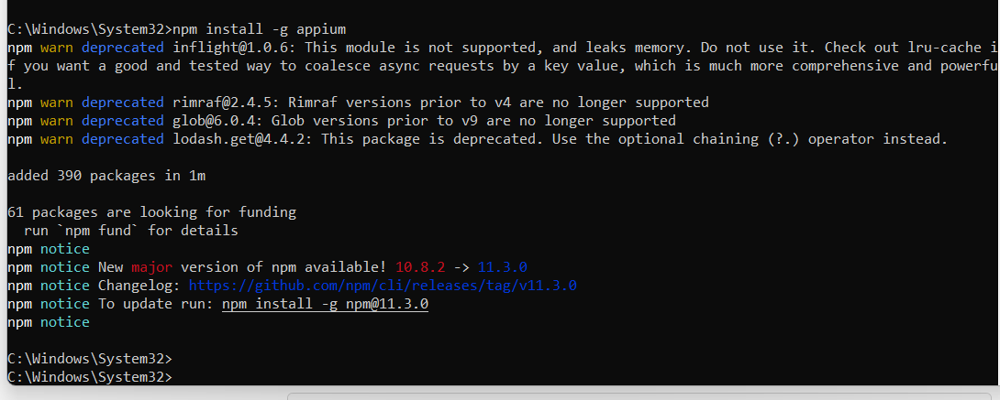 C:\Windows\System32>npm install -g appium
npm warn deprecated inflight@1.0.6: This module is not supported, and leaks memory. Do not use it. Check out lru-cache i
f you want a good and tested way to coalesce async requests by a key value, which is much more comprehensive and powerfu
l.
npm warn deprecated rimraf@2.4.5: Rimraf versions prior to v4 are no longer supported
npm warn deprecated glob@6.0.4: Glob versions prior to v9 are no longer supported
npm warn deprecated lodash.get@4.4.2: This package is deprecated. Use the optional chaining (?.) operator instead.
added 390 packages in 1m
61 packages are looking for funding
  run `npm fund` for details
npm notice
npm notice New major version of npm available! 10.8.2 -> 11.3.0
npm notice Changelog: https://github.com/npm/cli/releases/tag/v11.3.0
npm notice To update run: npm install -g npm@11.3.0
npm notice
C:\Windows\System32>
C:\Windows\System32>